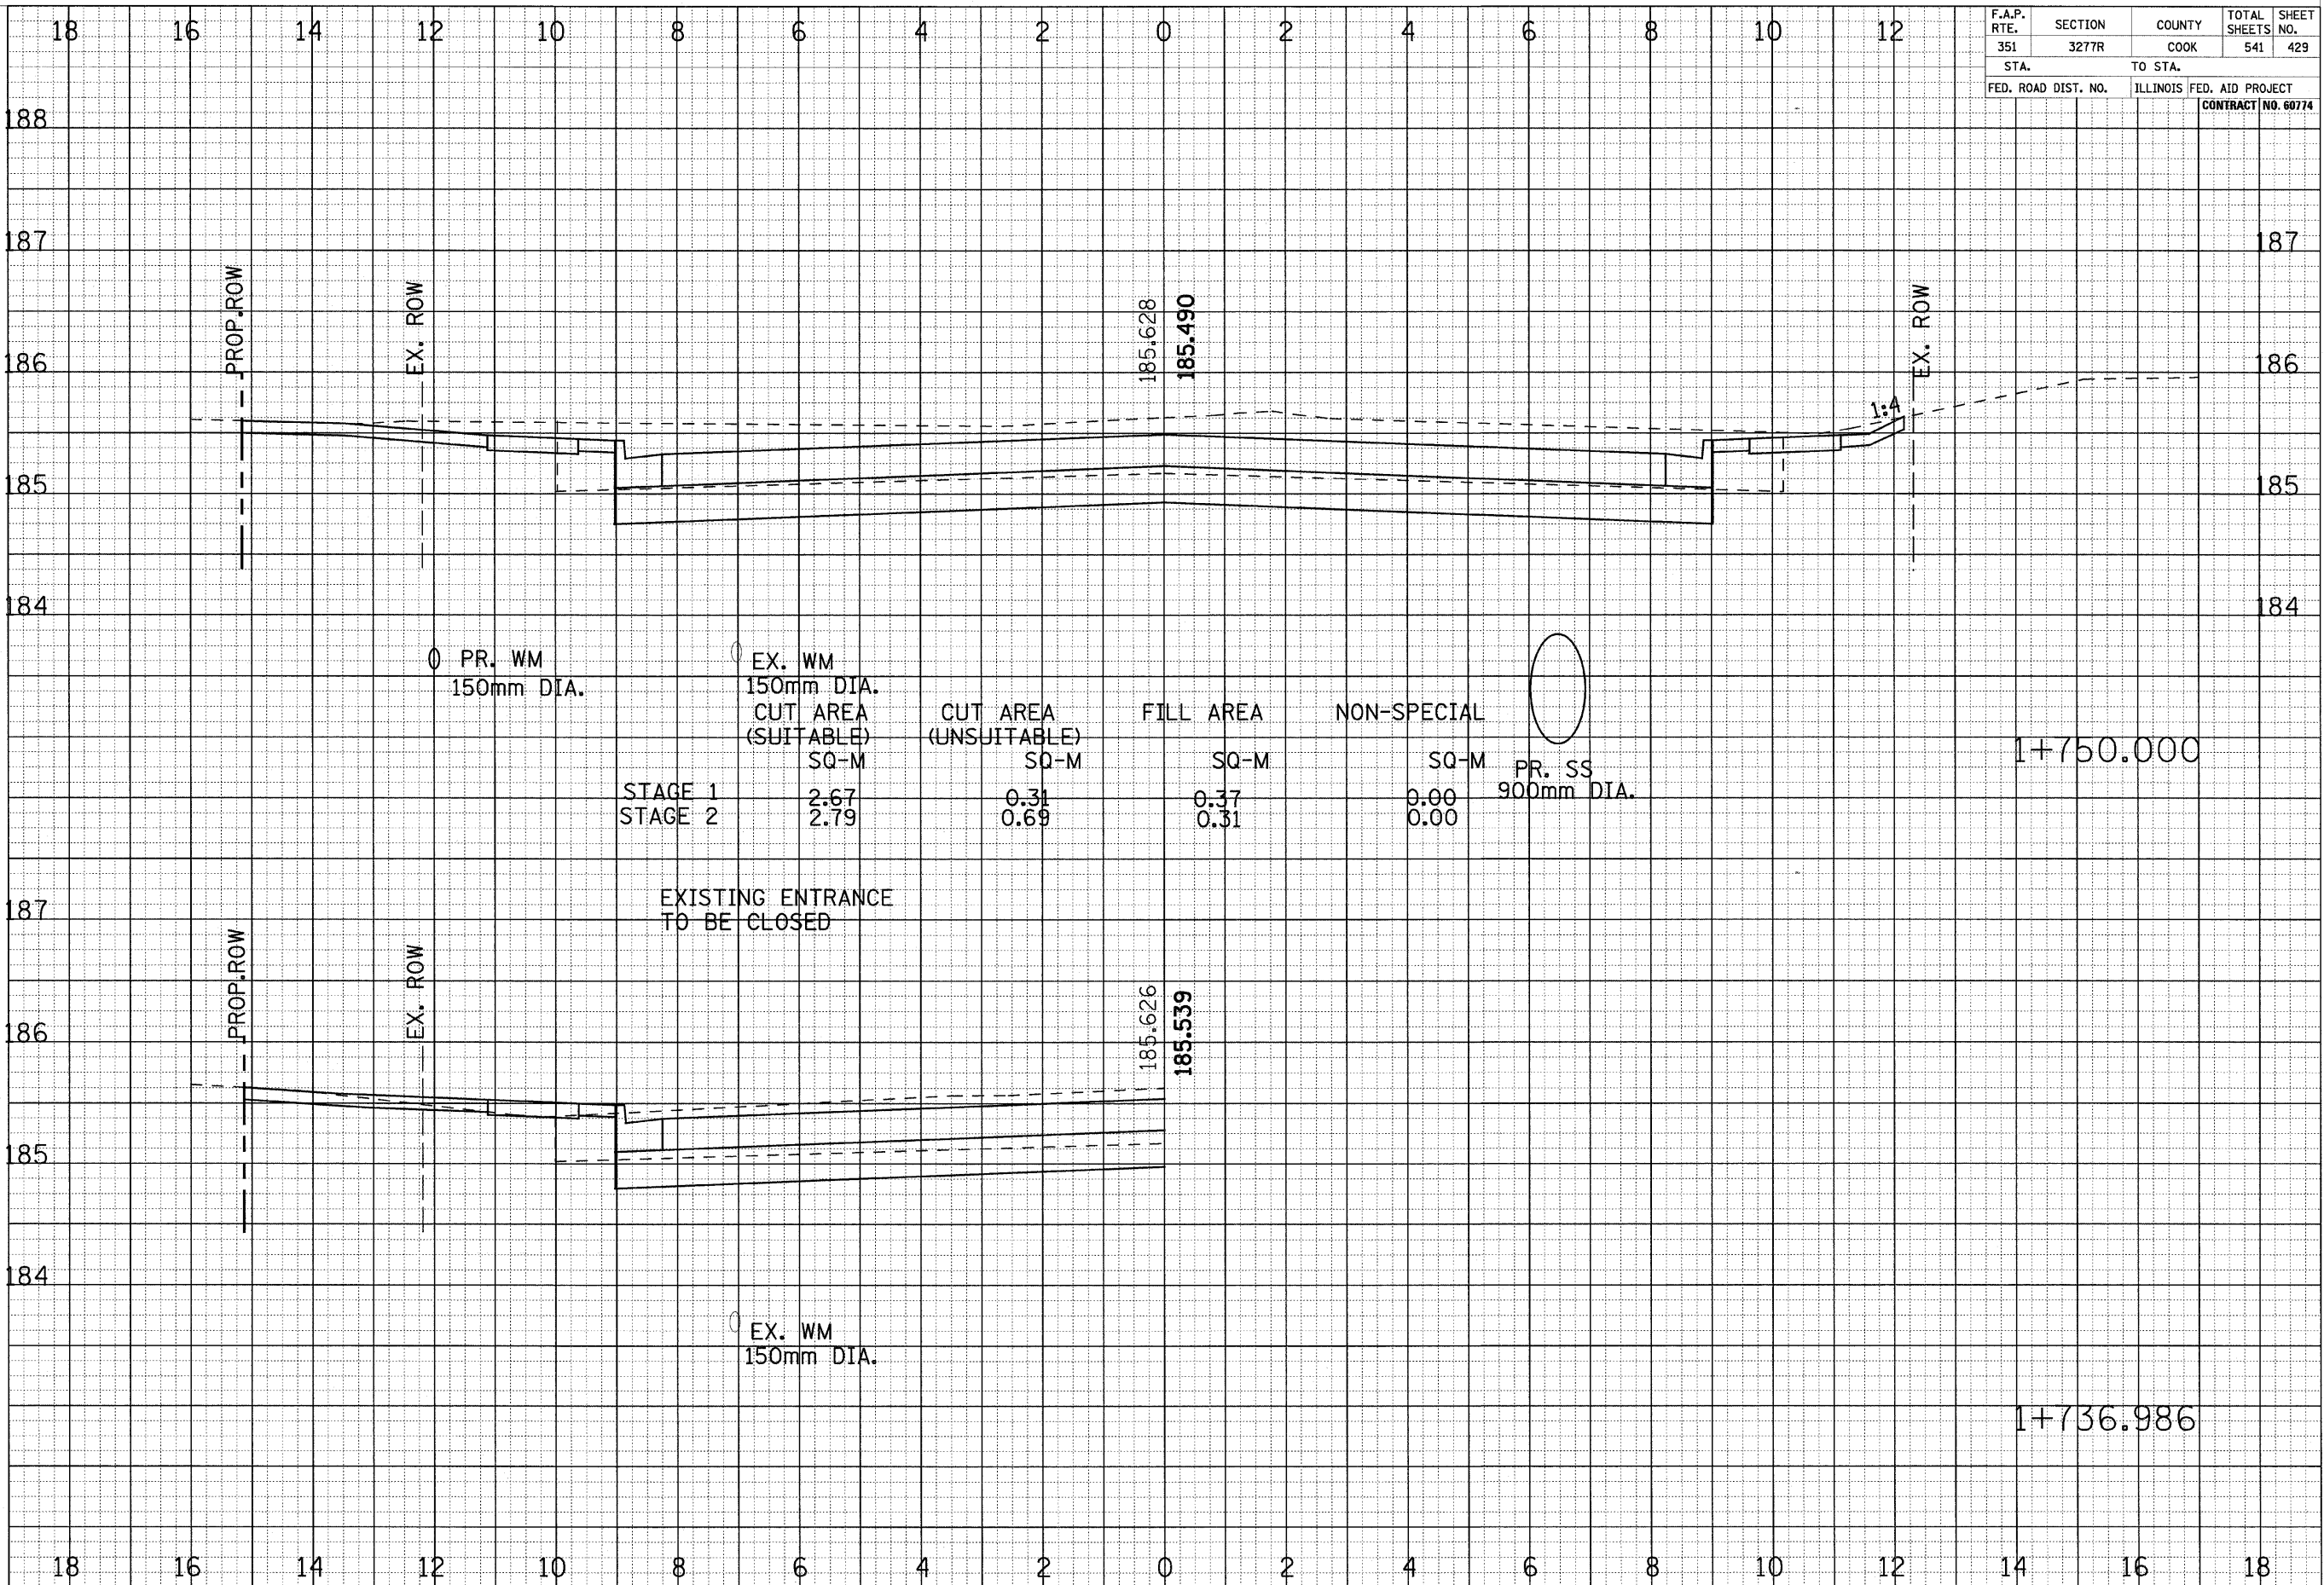 18 16 14 12 10 8 6 4 2 0 2 4 6 8 10 12
F.A.P. RTE. SECTION COUNTY TOTAL SHEETS SHEET NO.
351 3277R COOK 541 429
STA. TO STA.
FED. ROAD DIST. NO. ILLINOIS FED. AID PROJECT
CONTRACT NO. 60774
188
187 187
PROP.ROW EX. ROW 185.628 185.490 EX. ROW
186 186
1:4
185 185
184 184
PR. WM
150mm DIA.
EX. WM
150mm DIA.
CUT AREA CUT AREA FILL AREA NON-SPECIAL
(SUITABLE) (UNSUITABLE)
SQ-M SQ-M SQ-M SQ-M
PR. SS
900mm DIA.
1+750.000
STAGE 1 2.67 0.31 0.37 0.00
STAGE 2 2.79 0.69 0.31 0.00
EXISTING ENTRANCE
TO BE CLOSED
187
PROP.ROW EX. ROW 185.626 185.539
186
185
184
EX. WM
150mm DIA.
1+736.986
18 16 14 12 10 8 6 4 2 0 2 4 6 8 10 12 14 16 18